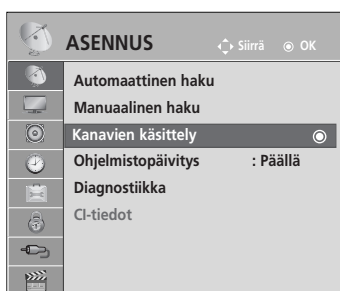 ASENNUS Siirrä OK
Automaattinen haku
Manuaalinen haku
Kanavien käsittely
Ohjelmistopäivitys : Päällä
Diagnostiikka
CI-tiedot